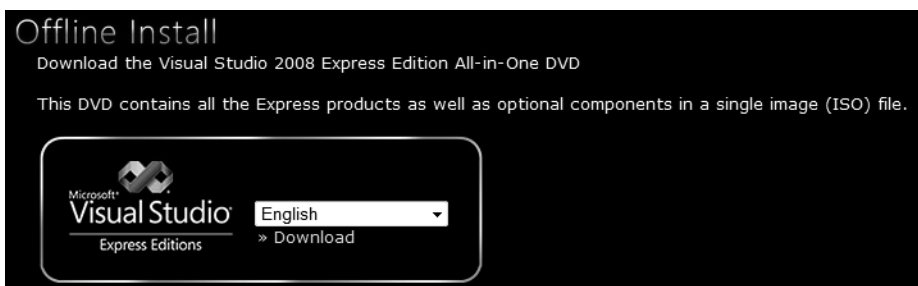 Offline Install
Download the Visual Studio 2008 Express Edition All-in-One DVD
This DVD contains all the Express products as well as optional components in a single image (ISO) file.
Microsoft®
Visual Studio®
Express Editions
English
» Download